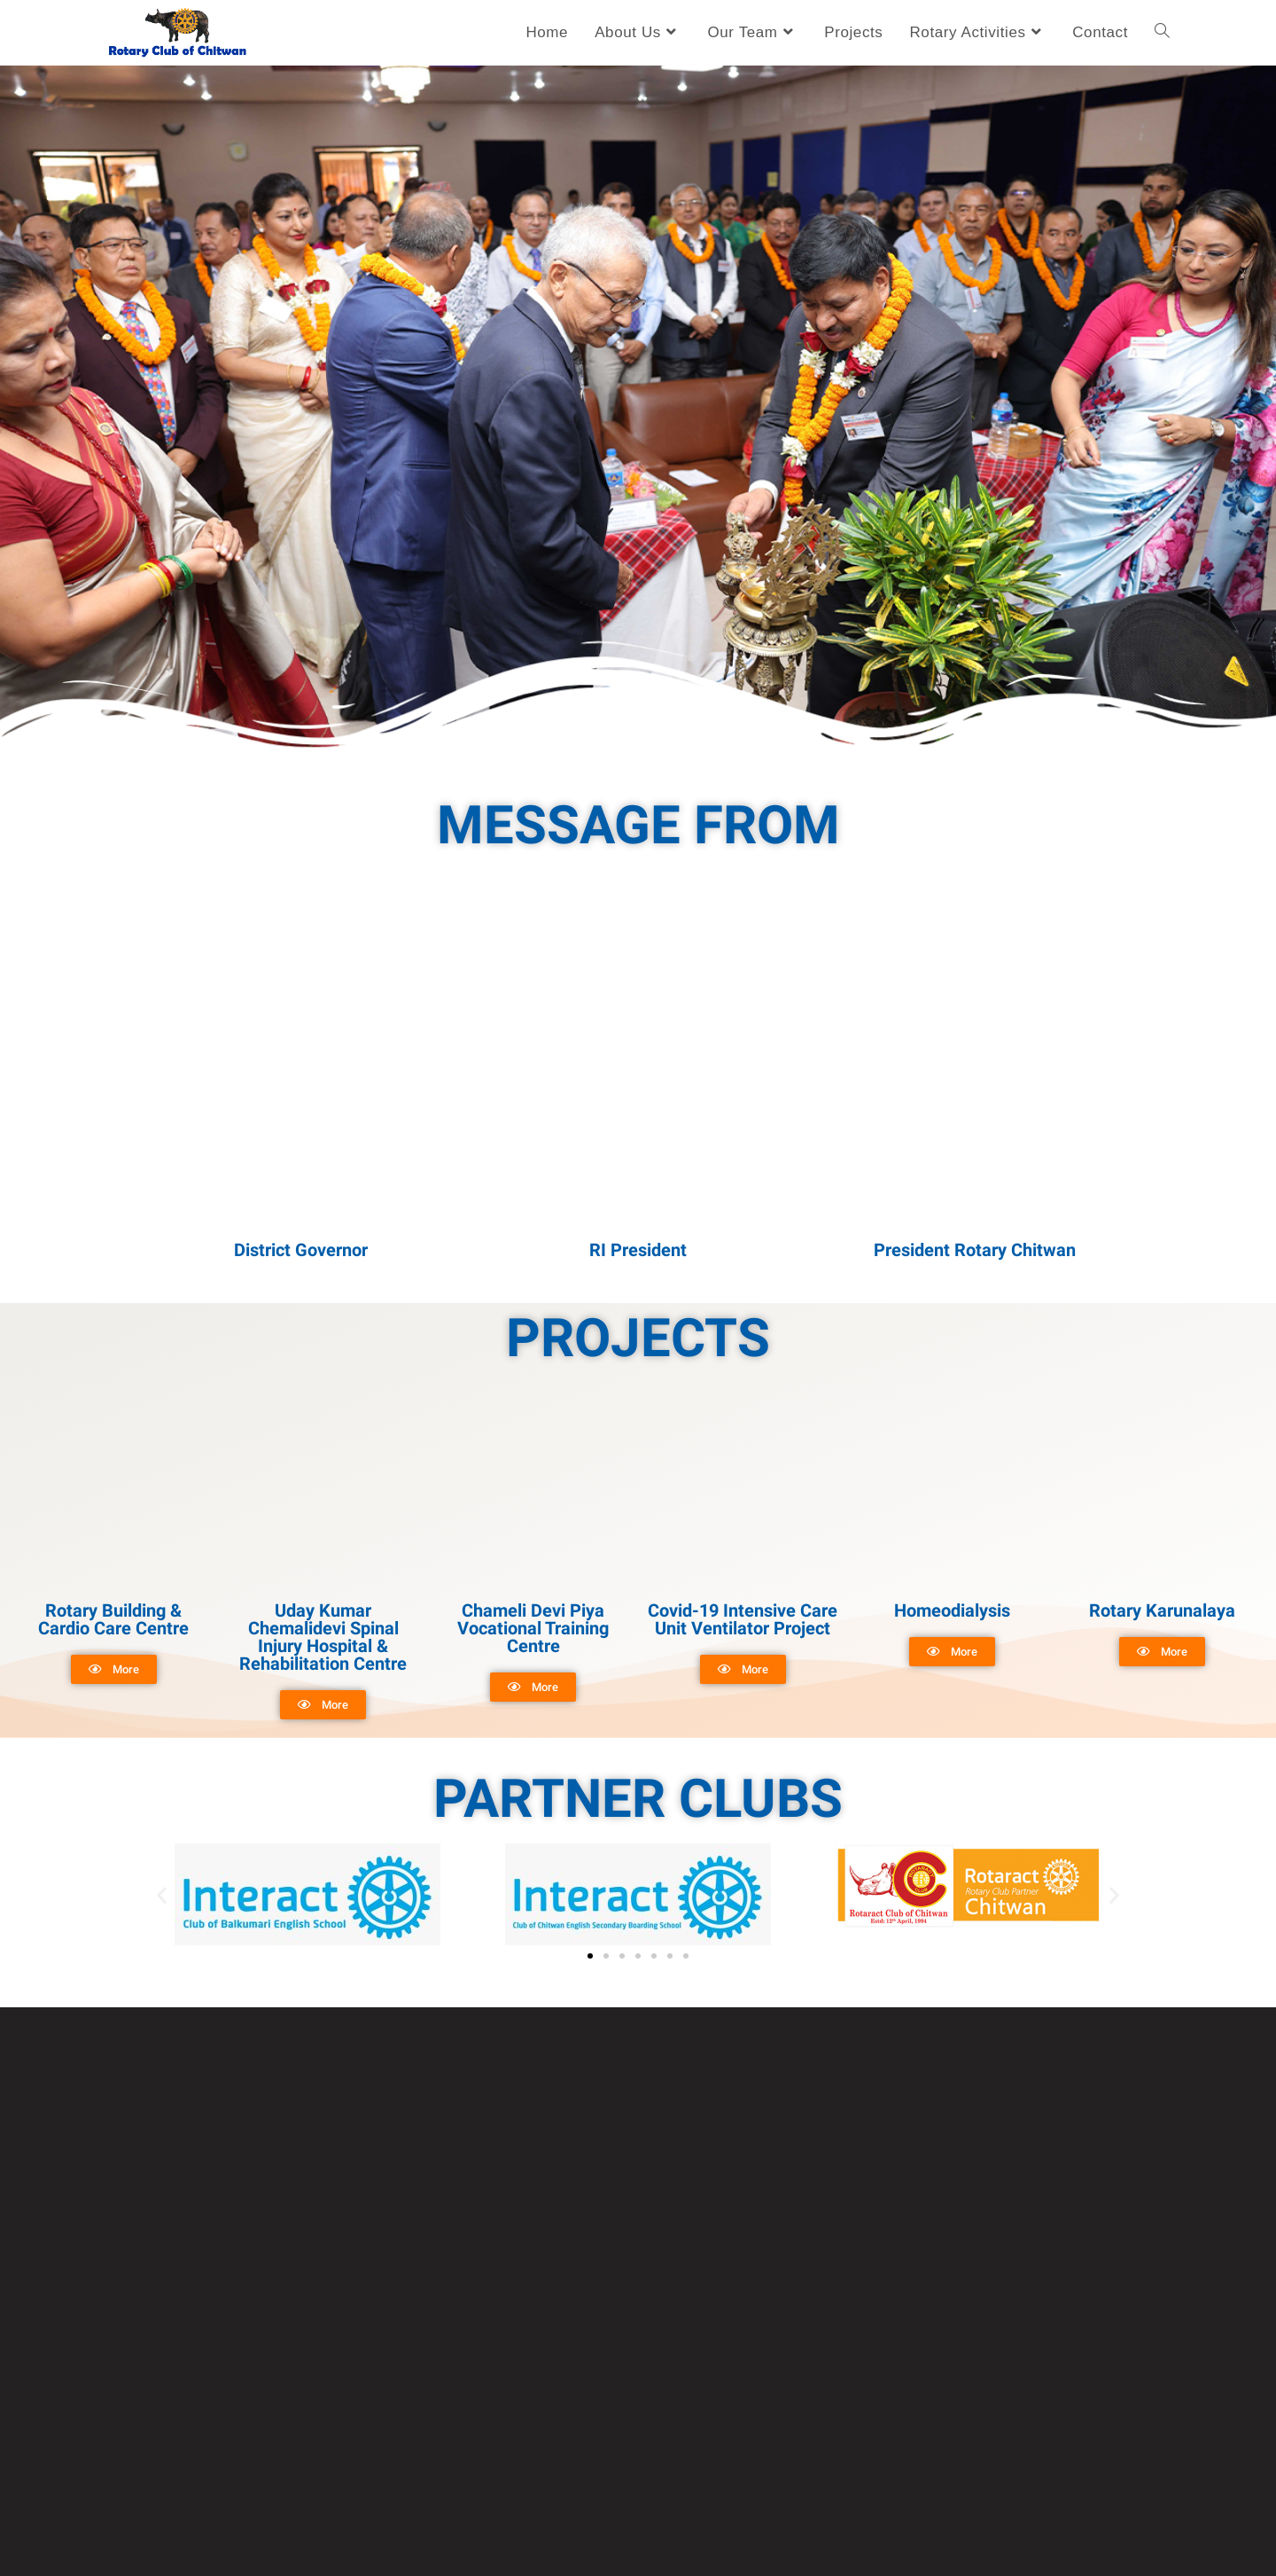 Rotary Club of Chitwan
Home About Us Our Team Projects Rotary Activities Contact
MESSAGE FROM
District Governor
RI President
President Rotary Chitwan
PROJECTS
Rotary Building &
Cardio Care Centre
More
Uday Kumar
Chemalidevi Spinal
Injury Hospital &
Rehabilitation Centre
More
Chameli Devi Piya
Vocational Training
Centre
More
Covid-19 Intensive Care
Unit Ventilator Project
More
Homeodialysis
More
Rotary Karunalaya
More
PARTNER CLUBS
Interact
Club of Balkumari English School
Interact
Club of Chitwan English Secondary Boarding School
Rotaract Club of Chitwan
Estd: 12th April, 1994
Rotaract
Rotary Club Partner
Chitwan